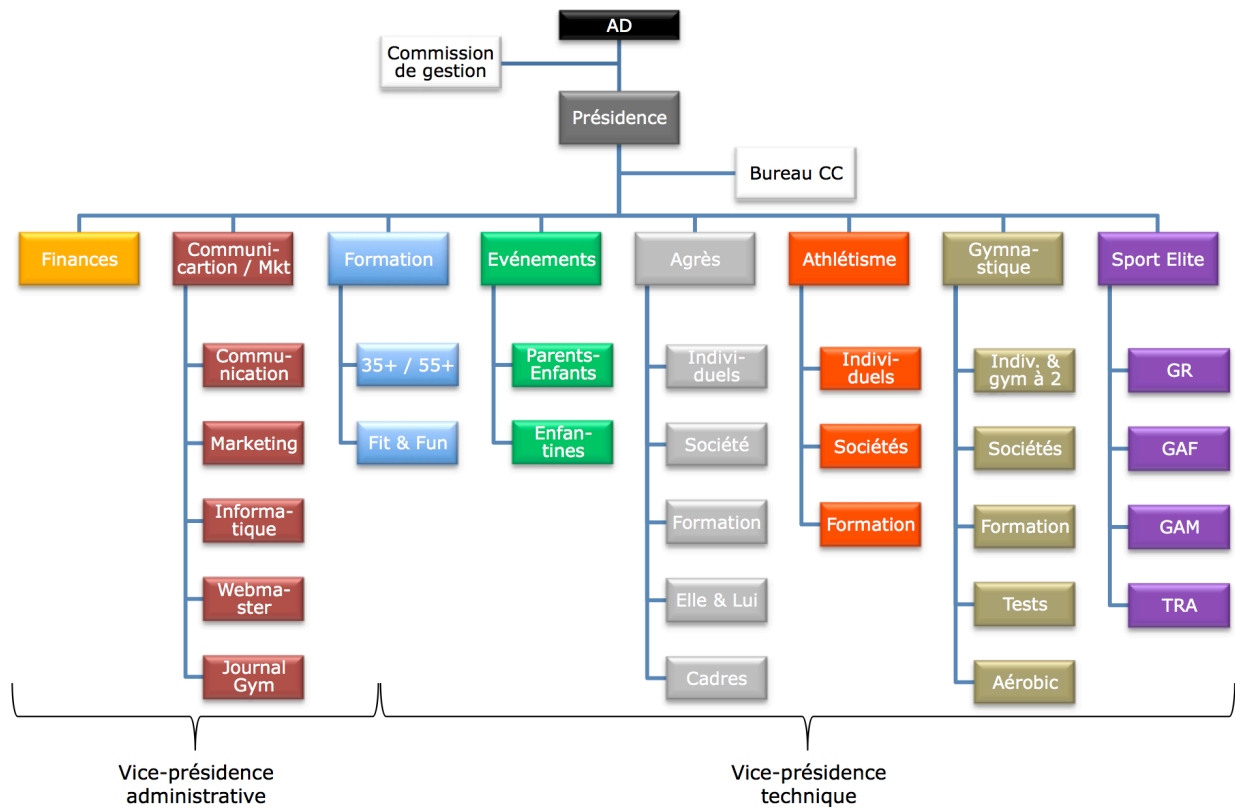 AD
Commission
de gestion
Présidence
Bureau CC
Finances
Communi-
cartion / Mkt
Formation
Evénements
Agrès
Athlétisme
Gymna-
stique
Sport Elite
Commu-
nication
Marketing
Informa-
tique
Webma-
ster
Journal
Gym
35+ / 55+
Fit & Fun
Parents-
Enfants
Enfan-
tines
Indivi-
duels
Société
Formation
Elle & Lui
Cadres
Indivi-
duels
Sociétés
Formation
Indiv. &
gym à 2
Sociétés
Formation
Tests
Aérobic
GR
GAF
GAM
TRA
Vice-présidence
administrative
Vice-présidence
technique